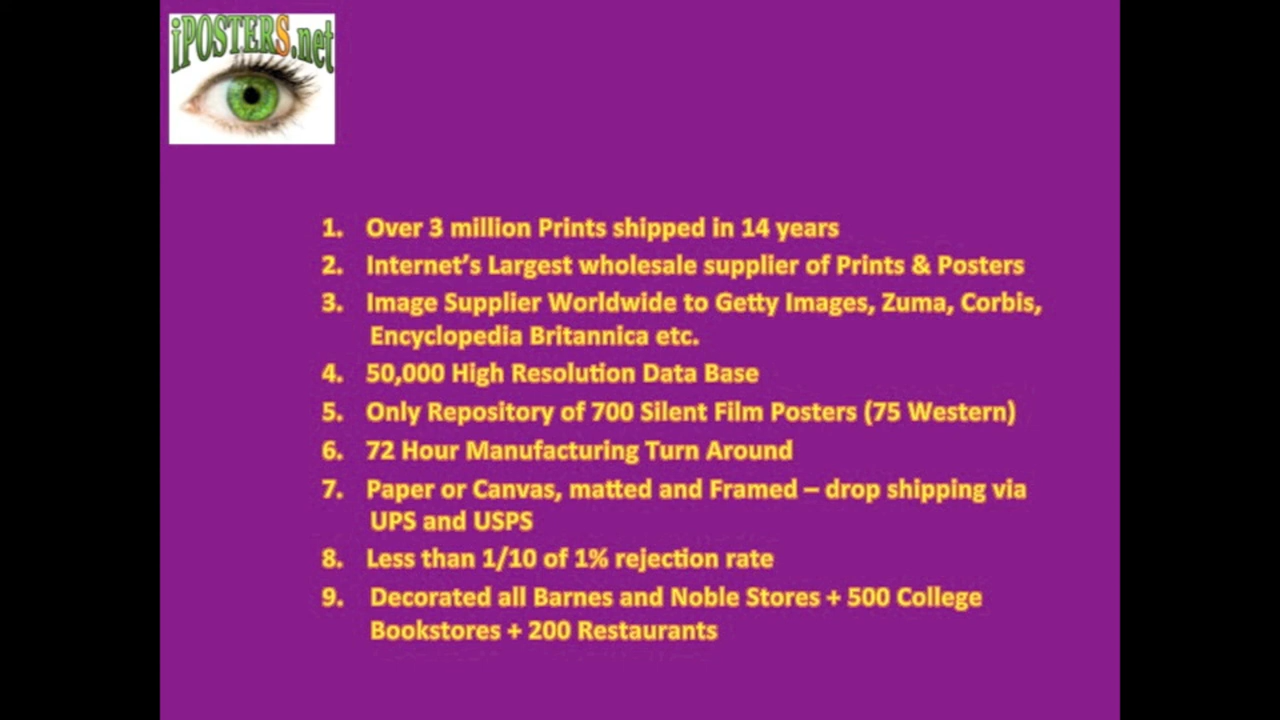 iPOSTERS.net
1. Over 3 million Prints shipped in 14 years
2. Internet’s Largest wholesale supplier of Prints & Posters
3. Image Supplier Worldwide to Getty Images, Zuma, Corbis,
Encyclopedia Britannica etc.
4. 50,000 High Resolution Data Base
5. Only Repository of 700 Silent Film Posters (75 Western)
6. 72 Hour Manufacturing Turn Around
7. Paper or Canvas, matted and Framed – drop shipping via
UPS and USPS
8. Less than 1/10 of 1% rejection rate
9. Decorated all Barnes and Noble Stores + 500 College
Bookstores + 200 Restaurants